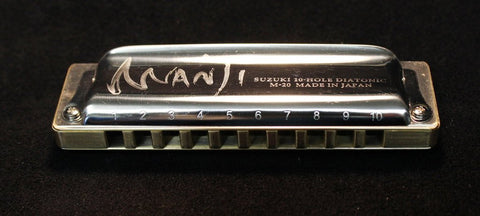 MANJI
SUZUKI 10-HOLE DIATONIC
M-20 MADE IN JAPAN
1 2 3 4 5 6 7 8 9 10